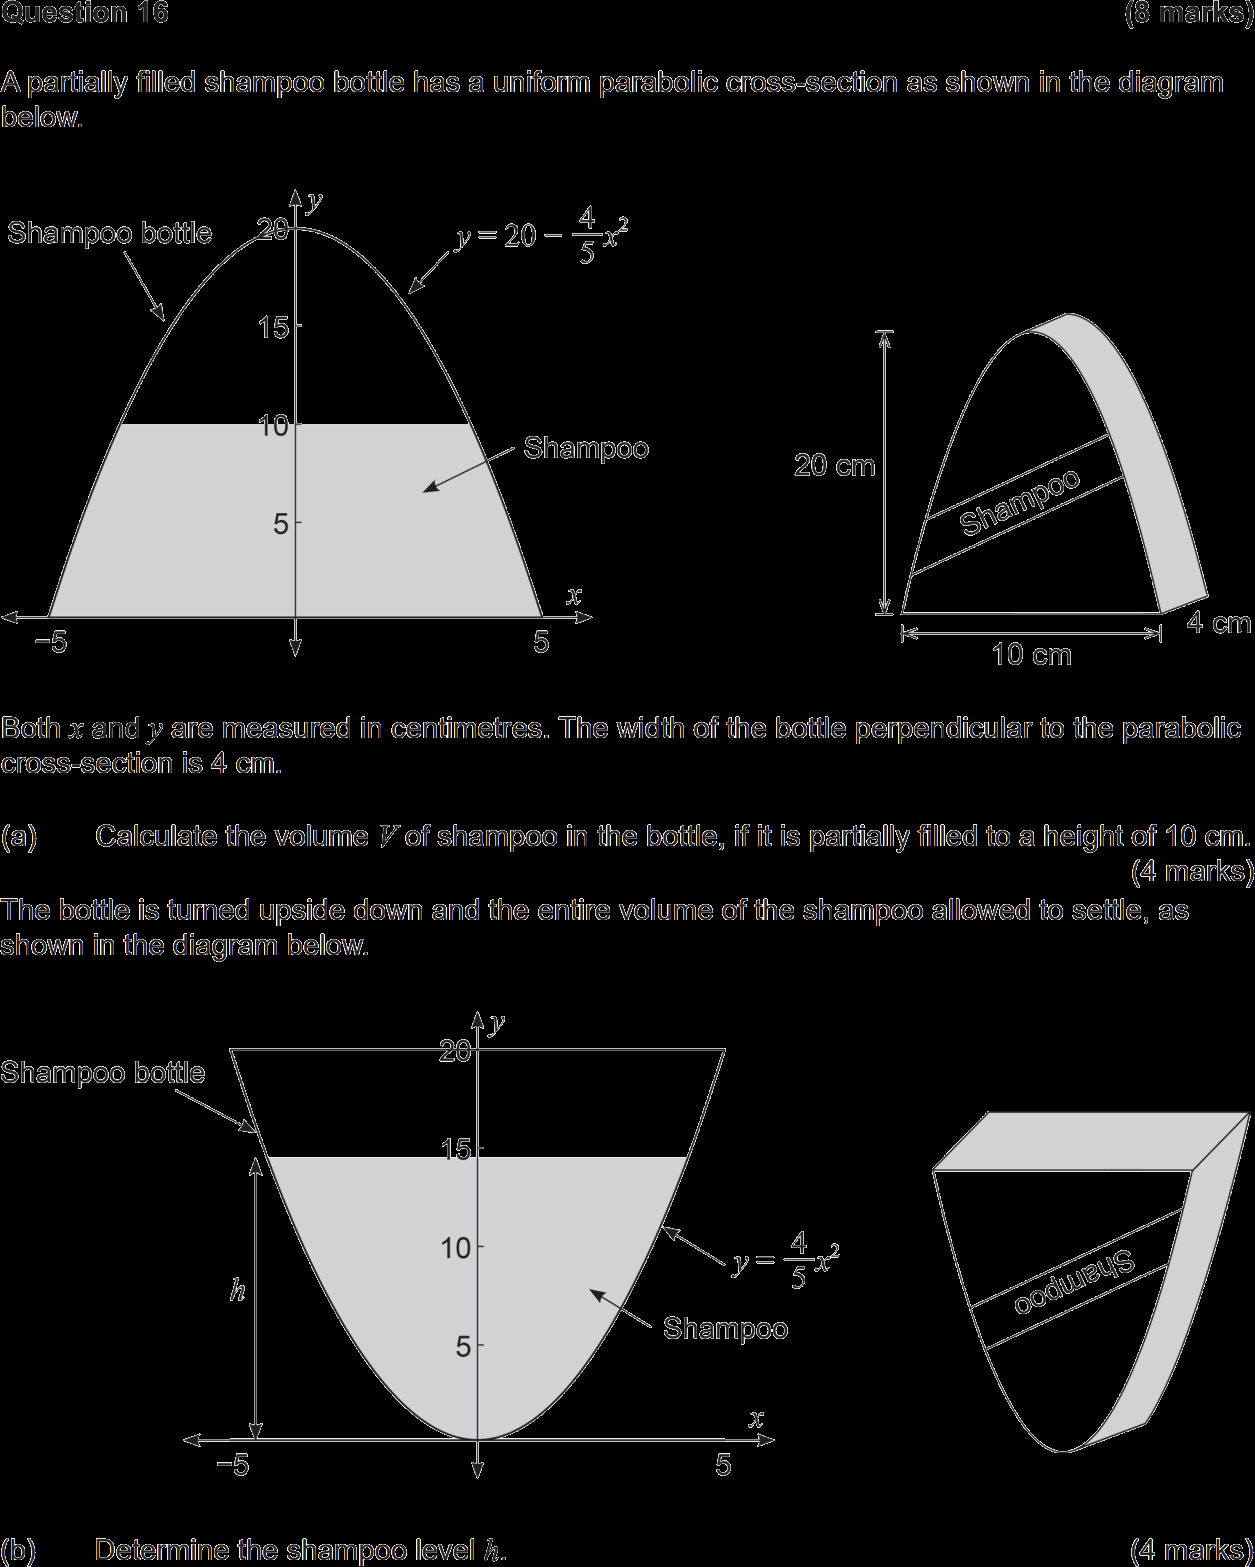 Question 16 (8 marks)
A partially filled shampoo bottle has a uniform parabolic cross-section as shown in the diagram
below.
y
20
Shampoo bottle
y = 20 − 4/5 x²
15
10
Shampoo
5
x
−5
5
20 cm
Shampoo
4 cm
10 cm
Both x and y are measured in centimetres. The width of the bottle perpendicular to the parabolic
cross-section is 4 cm.
(a) Calculate the volume V of shampoo in the bottle, if it is partially filled to a height of 10 cm.
(4 marks)
The bottle is turned upside down and the entire volume of the shampoo allowed to settle, as
shown in the diagram below.
y
20
Shampoo bottle
15
10
y = 4/5 x²
h
Shampoo
5
x
−5
5
Shampoo
(b) Determine the shampoo level h. (4 marks)